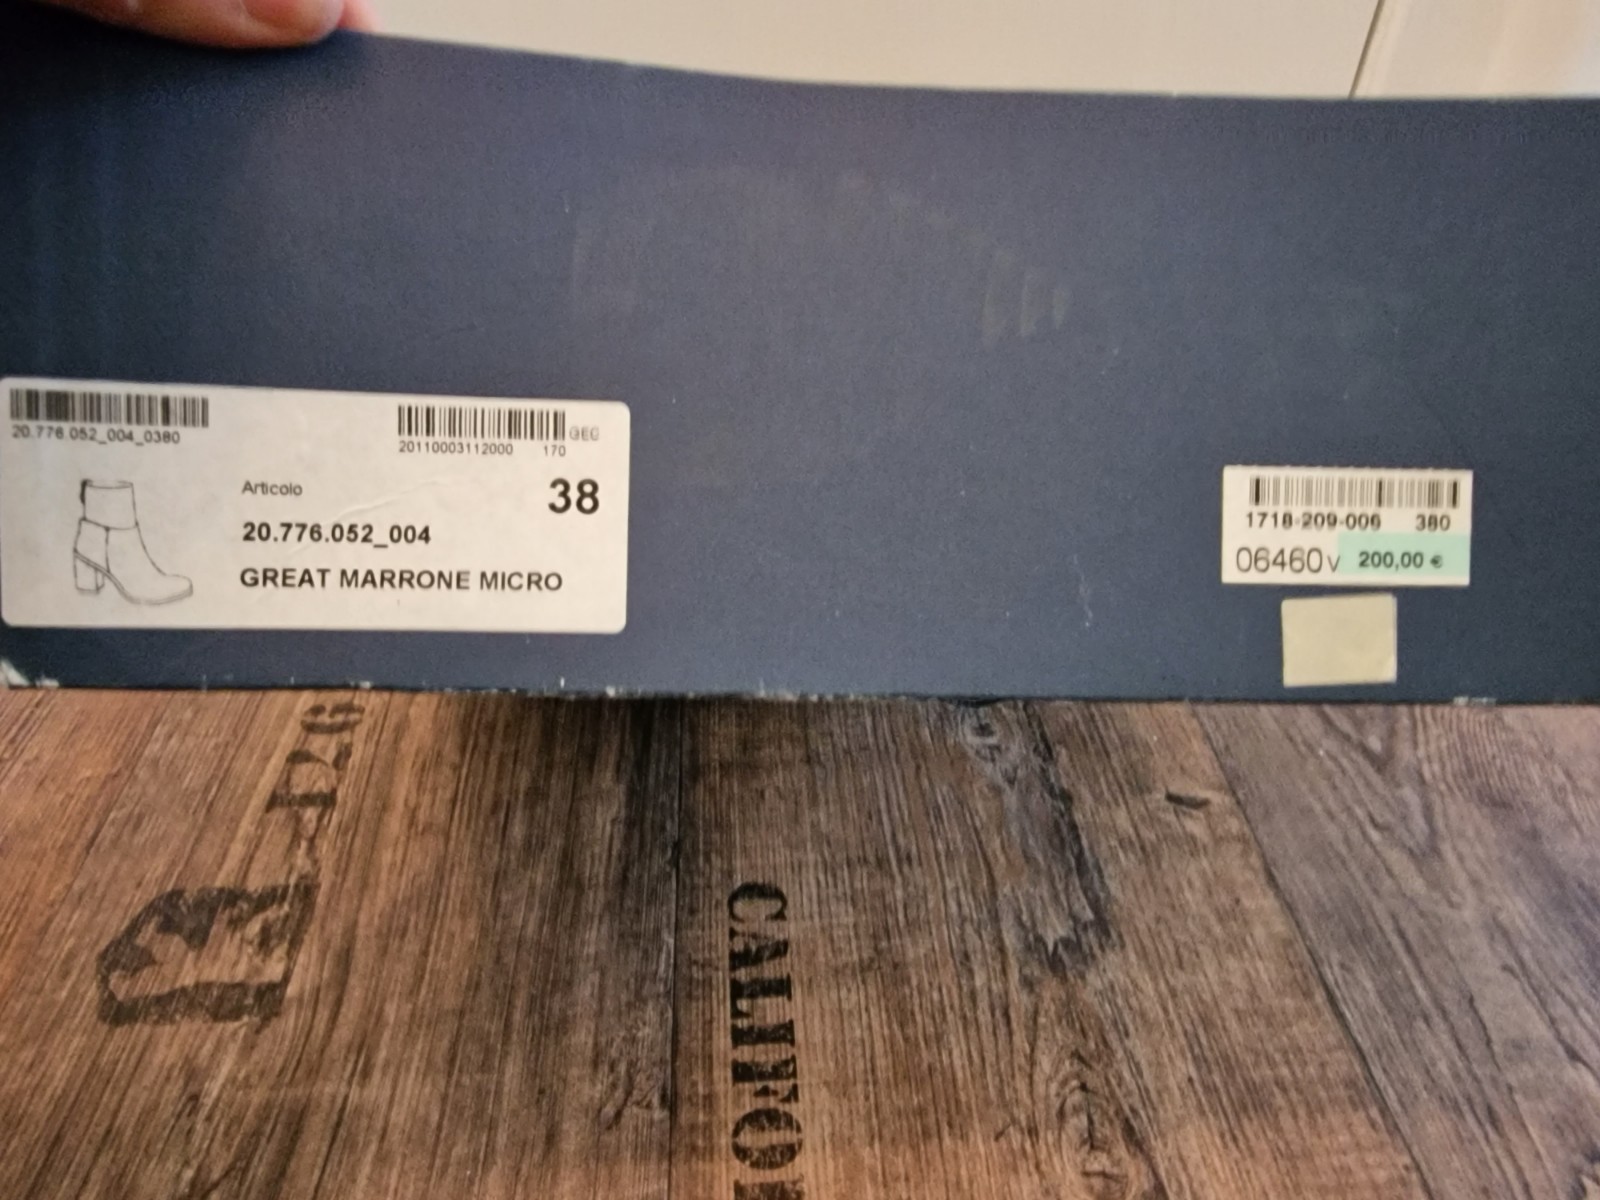 20.776.052_004_0380
20110003112000 170
GEG
Articolo
38
20.776.052_004
GREAT MARRONE MICRO
1718-209-006 380
06460V 200,00 €
CALIFO